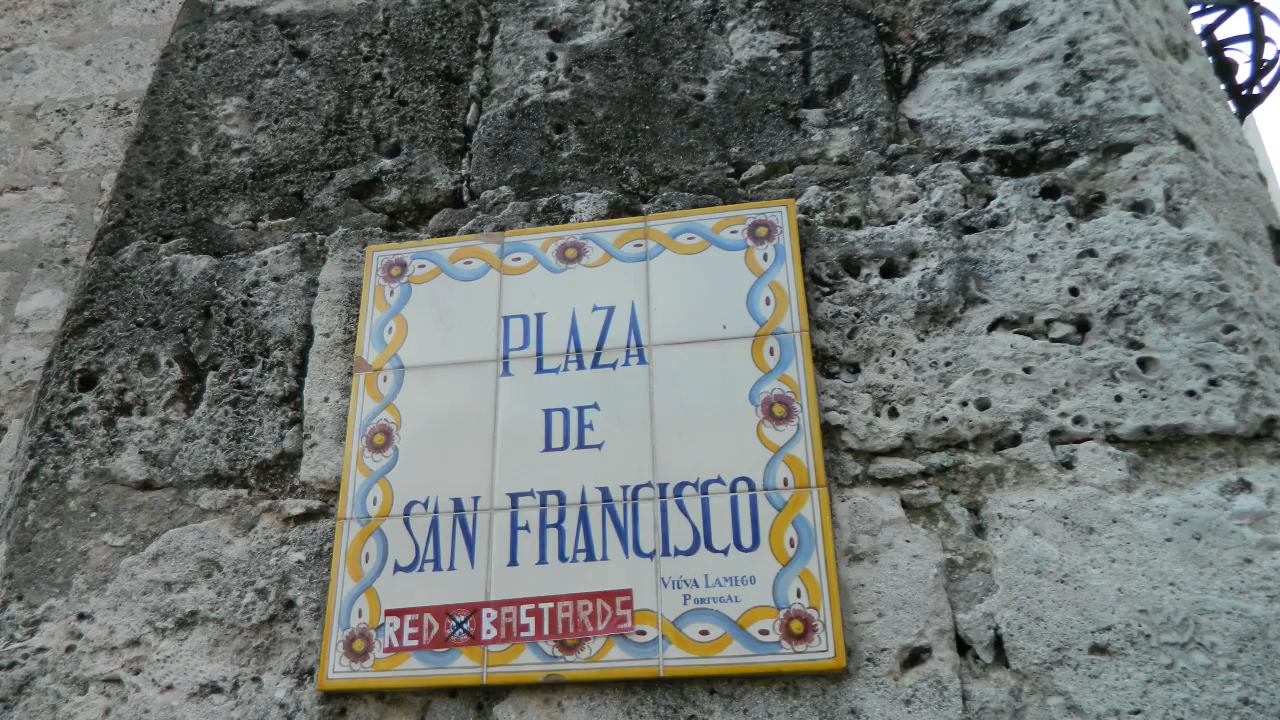 PLAZA
DE
SAN FRANCISCO
VIÚVA LAMEGO
PORTUGAL
RED BASTARDS